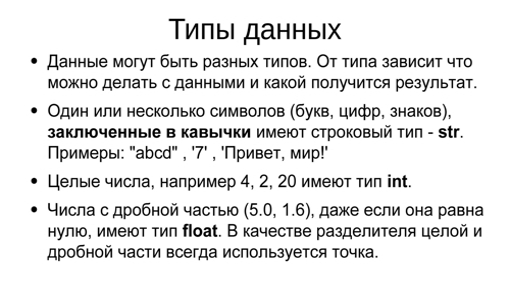 Типы данных
• Данные могут быть разных типов. От типа зависит что
можно делать с данными и какой получится результат.
• Один или несколько символов (букв, цифр, знаков),
заключенные в кавычки имеют строковый тип - str.
Примеры: "abcd" , '7' , 'Привет, мир!'
• Целые числа, например 4, 2, 20 имеют тип int.
• Числа с дробной частью (5.0, 1.6), даже если она равна
нулю, имеют тип float. В качестве разделителя целой и
дробной части всегда используется точка.